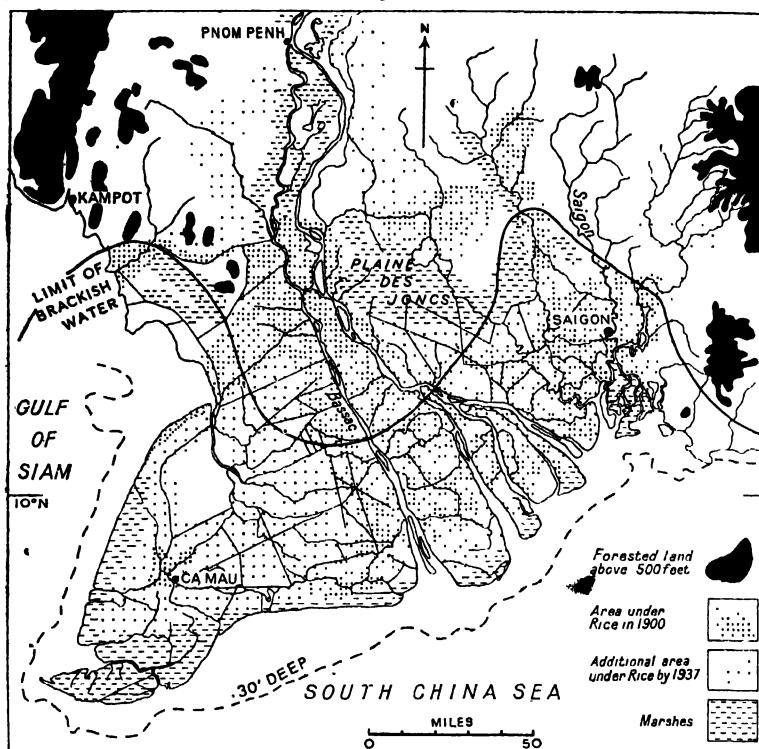 PNOM PENH
N
KAMPOT
Saigon
LIMIT OF
BRACKISH
WATER
PLAINE
DES
JONCS
SAIGON
GULF
OF
SIAM
Bassac
10°N
CA MAU
30' DEEP
SOUTH CHINA SEA
MILES
0 50
Forested land
above 500 feet
Area under
Rice in 1900
Additional area
under Rice by 1937
Marshes